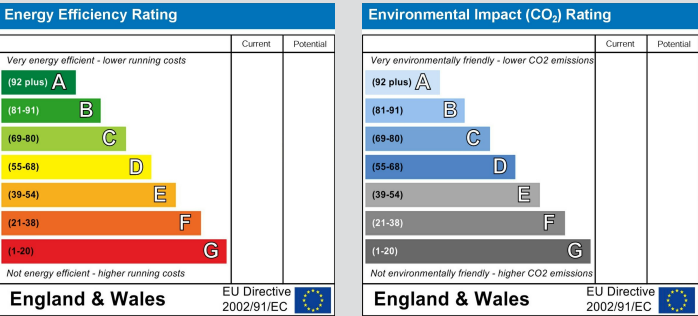 Energy Efficiency Rating
Current Potential
Very energy efficient - lower running costs
(92 plus) A
(81-91) B
(69-80) C
(55-68) D
(39-54) E
(21-38) F
(1-20) G
Not energy efficient - higher running costs
England & Wales
EU Directive
2002/91/EC
Environmental Impact (CO₂) Rating
Current Potential
Very environmentally friendly - lower CO2 emissions
(92 plus) A
(81-91) B
(69-80) C
(55-68) D
(39-54) E
(21-38) F
(1-20) G
Not environmentally friendly - higher CO2 emissions
England & Wales
EU Directive
2002/91/EC